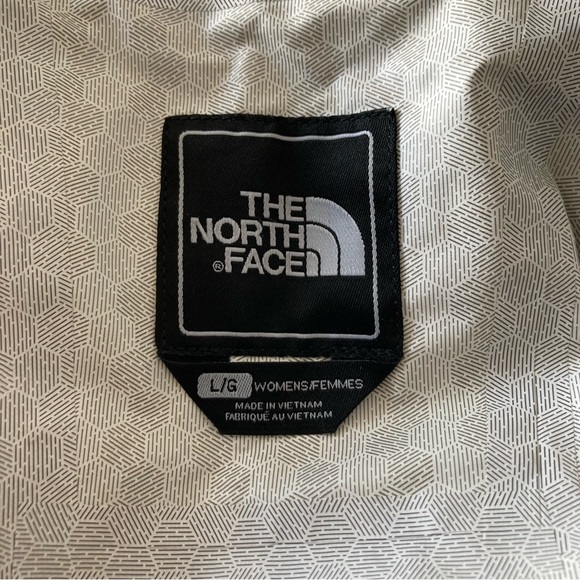 THE
NORTH
®FACE
L/G WOMENS/FEMMES
MADE IN VIETNAM
FABRIQUÉ AU VIETNAM